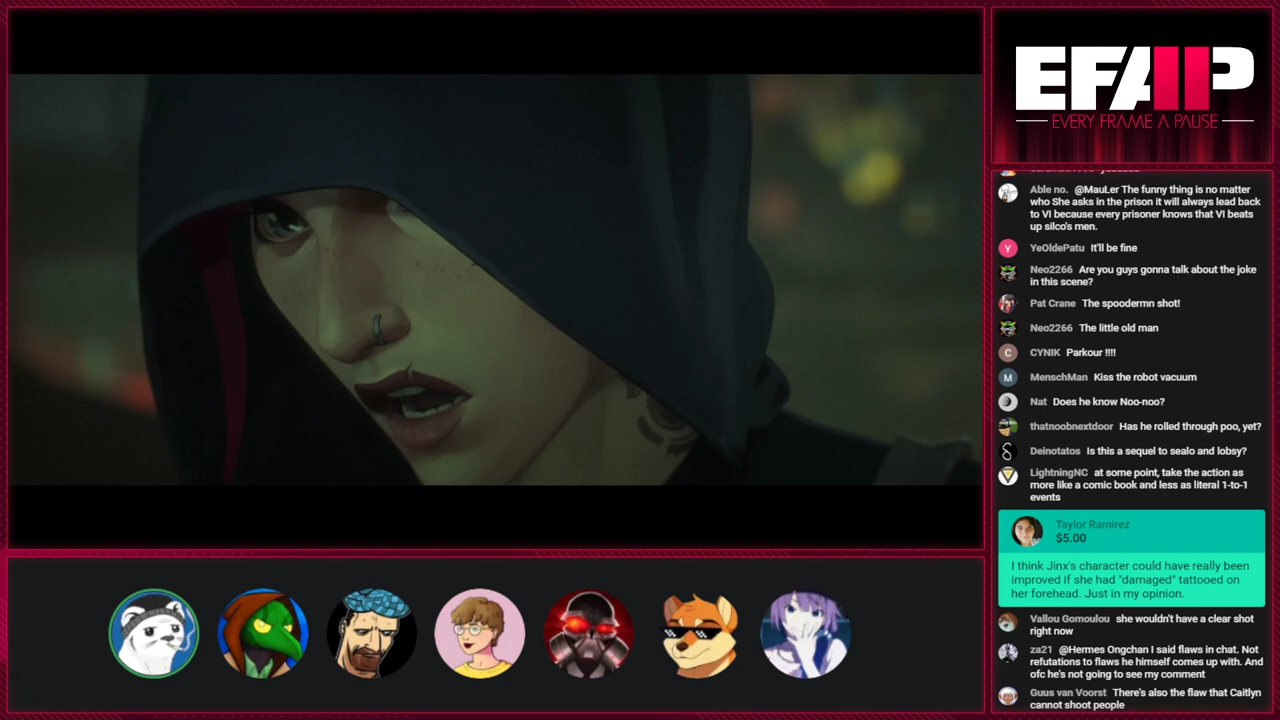 EFAP
EVERY FRAME A PAUSE
Able no. @MauLer The funny thing is no matter
who She asks in the prison it will always lead back
to VI because every prisoner knows that VI beats
up silco's men.
Y
YeOldePatu It'll be fine
Neo2266 Are you guys gonna talk about the joke
in this scene?
Pat Crane The spoodermn shot!
Neo2266 The little old man
C
CYNIK Parkour !!!!
M
MenschMan Kiss the robot vacuum
Nat Does he know Noo-noo?
thatnoobnextdoor Has he rolled through poo, yet?
Deinotatos Is this a sequel to sealo and lobsy?
LightningNC at some point, take the action as
more like a comic book and less as literal 1-to-1
events
Taylor Ramirez
$5.00
I think Jinx's character could have really been
improved if she had "damaged" tattooed on
her forehead. Just in my opinion.
Vallou Gomoulou she wouldn't have a clear shot
right now
za21 @Hermes Ongchan I said flaws in chat. Not
refutations to flaws he himself comes up with. And
ofc he's not going to see my comment
Guus van Voorst There's also the flaw that Caitlyn
cannot shoot people